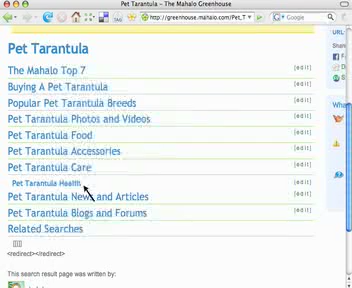 Pet Tarantula – The Mahalo Greenhouse
http://greenhouse.mahalo.com/Pet_T
Google
Pet Tarantula
URL:
The Mahalo Top 7 [edit]
Share
Buying A Pet Tarantula [edit]
Popular Pet Tarantula Breeds [edit]
Pet Tarantula Photos and Videos [edit]
Wha
Pet Tarantula Food [edit]
Pet Tarantula Accessories [edit]
Pet Tarantula Care [edit]
Pet Tarantula Health [edit]
Pet Tarantula News and Articles [edit]
Pet Tarantula Blogs and Forums [edit]
Related Searches [edit]
[[]]
<redirect></redirect>
This search result page was written by: